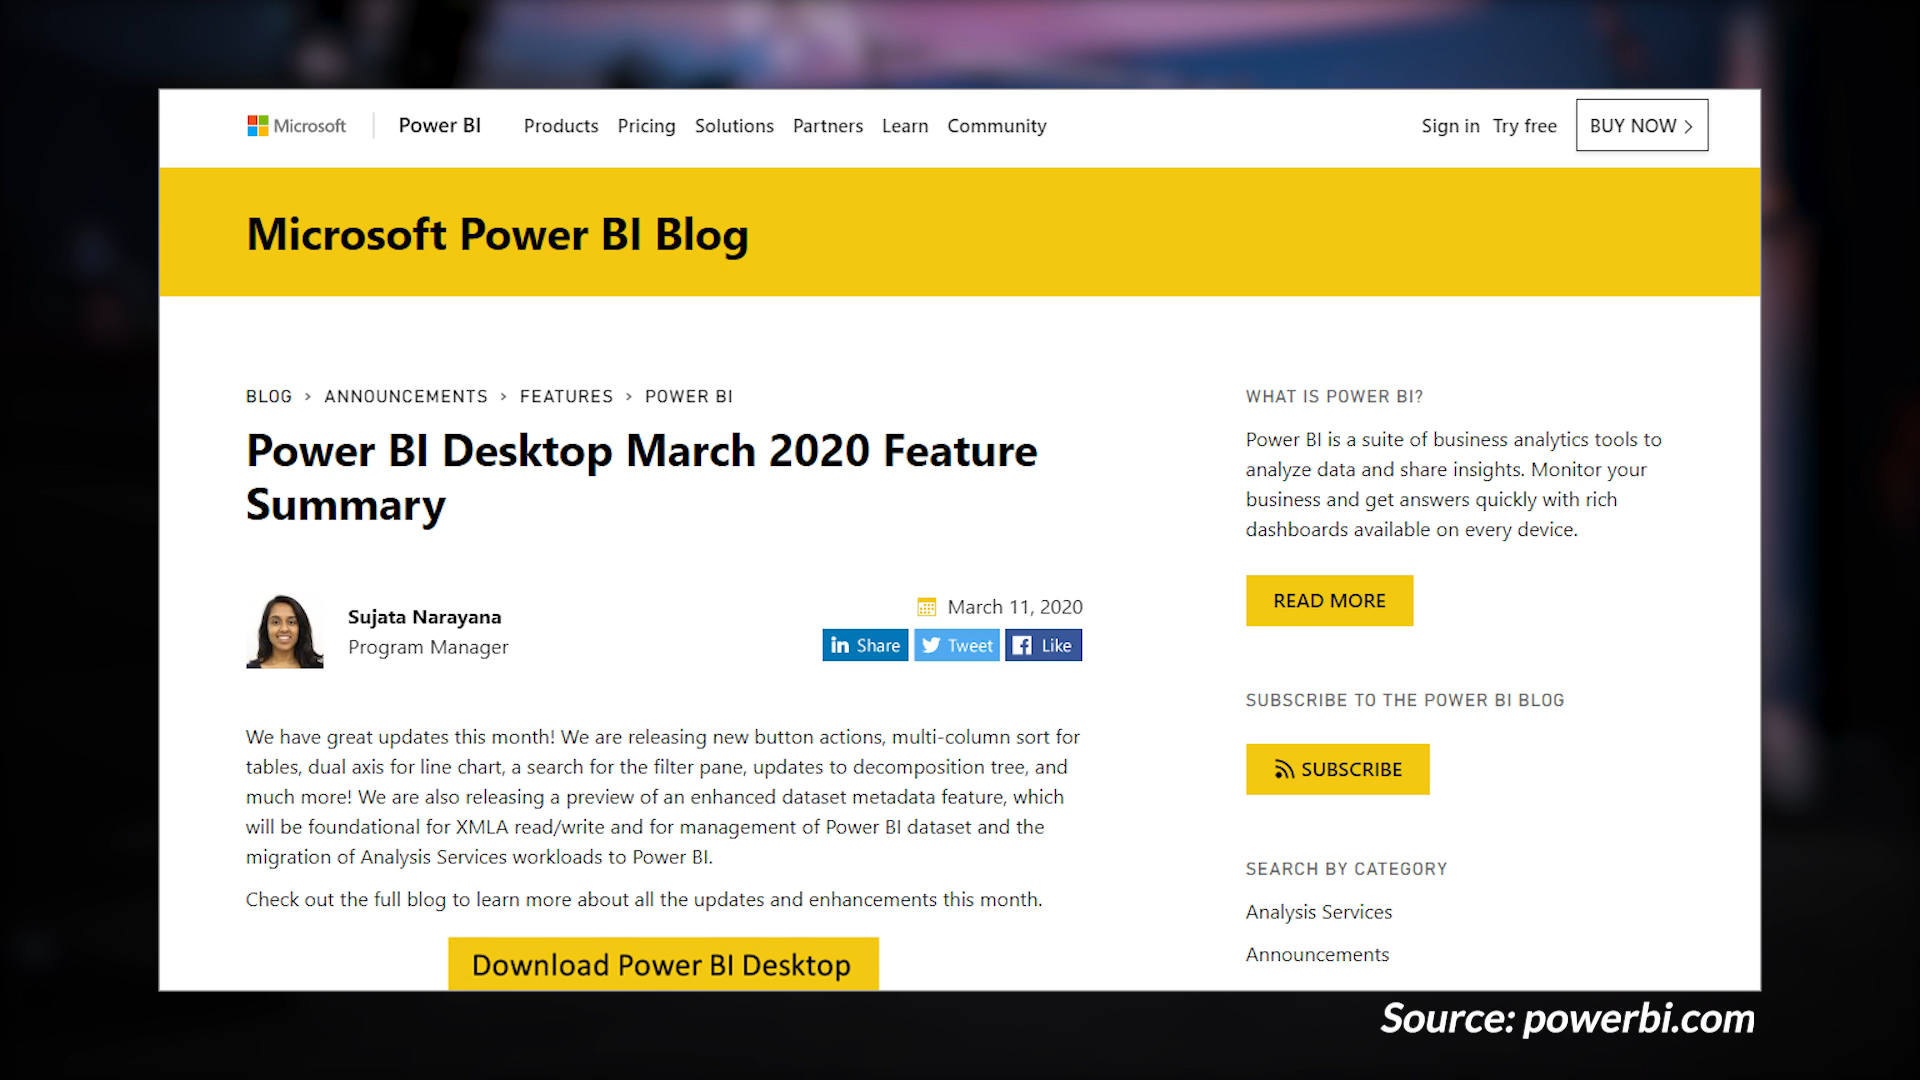 Microsoft Power BI Products Pricing Solutions Partners Learn Community Sign in Try free BUY NOW >
Microsoft Power BI Blog
BLOG > ANNOUNCEMENTS > FEATURES > POWER BI
Power BI Desktop March 2020 Feature
Summary
Sujata Narayana
Program Manager
March 11, 2020
in Share Tweet Like
We have great updates this month! We are releasing new button actions, multi-column sort for
tables, dual axis for line chart, a search for the filter pane, updates to decomposition tree, and
much more! We are also releasing a preview of an enhanced dataset metadata feature, which
will be foundational for XMLA read/write and for management of Power BI dataset and the
migration of Analysis Services workloads to Power BI.
Check out the full blog to learn more about all the updates and enhancements this month.
Download Power BI Desktop
WHAT IS POWER BI?
Power BI is a suite of business analytics tools to
analyze data and share insights. Monitor your
business and get answers quickly with rich
dashboards available on every device.
READ MORE
SUBSCRIBE TO THE POWER BI BLOG
SUBSCRIBE
SEARCH BY CATEGORY
Analysis Services
Announcements
Source: powerbi.com